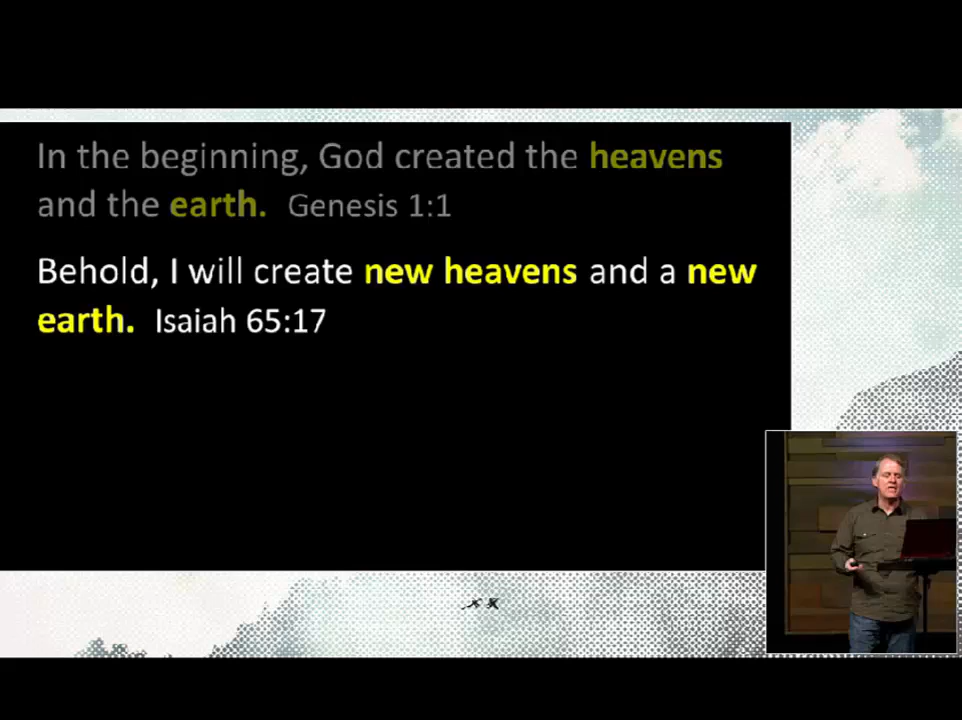 In the beginning, God created the heavens
and the earth. Genesis 1:1
Behold, I will create new heavens and a new
earth. Isaiah 65:17